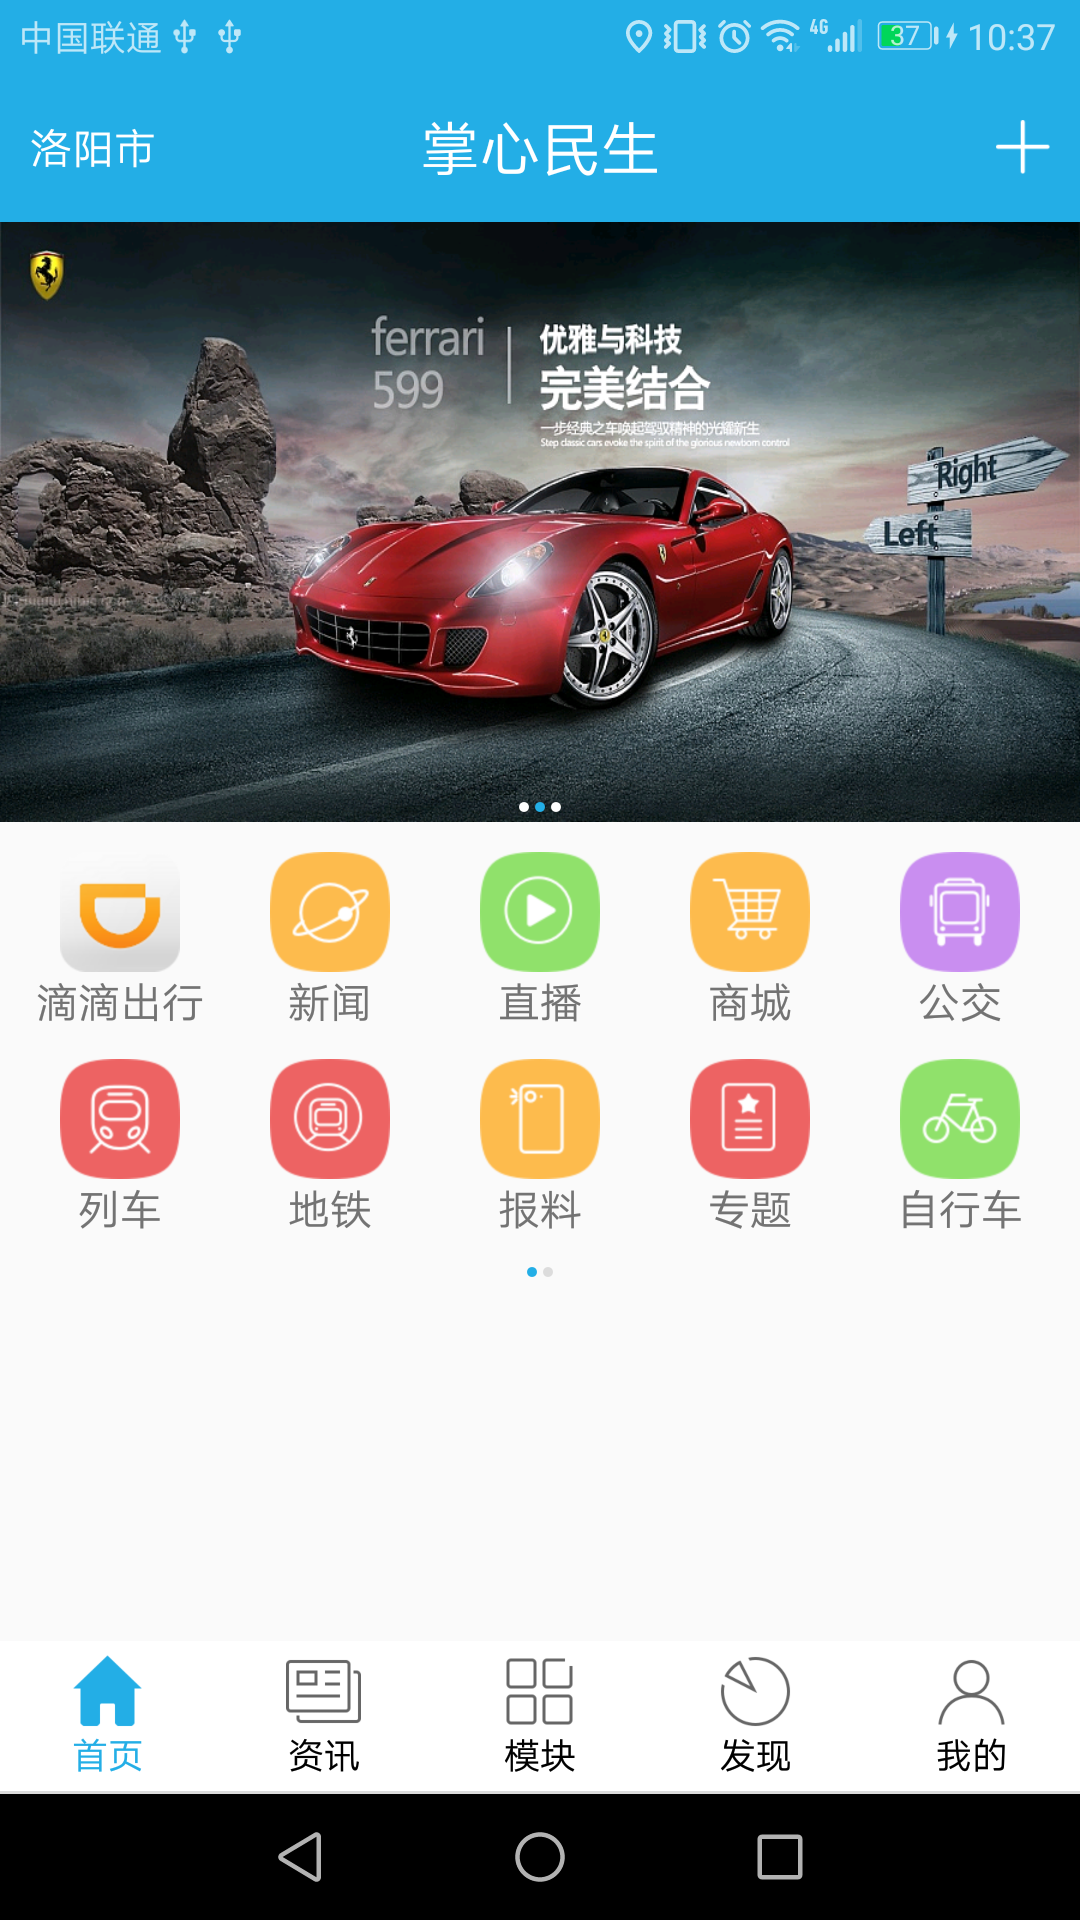 中国联通 4G 37 10:37
洛阳市 掌心民生
ferrari
599
优雅与科技
完美结合
一步经典之车唤起驾驭精神的光耀新生
Step classic cars evoke the spirit of the glorious newborn control
Right
Left
滴滴出行 新闻 直播 商城 公交
列车 地铁 报料 专题 自行车
首页 资讯 模块 发现 我的